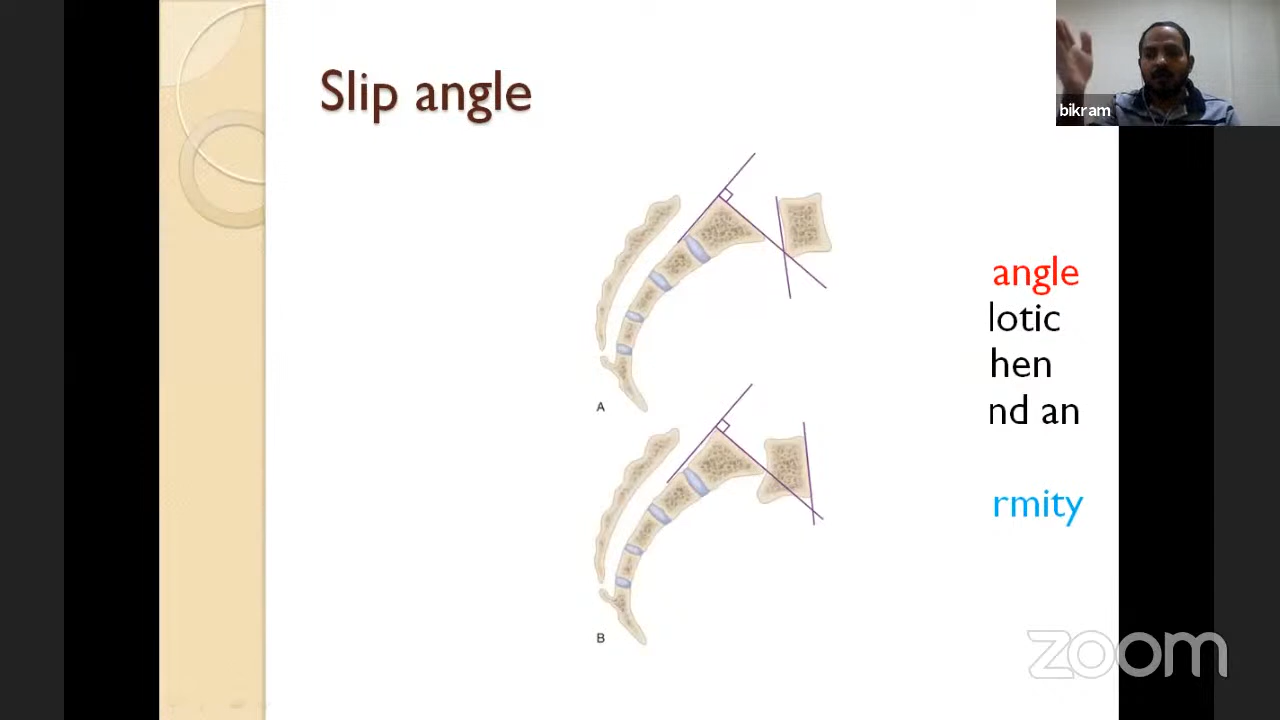 Slip angle
bikram
angle
lotic
hen
nd an
rmity
A
B
zoom